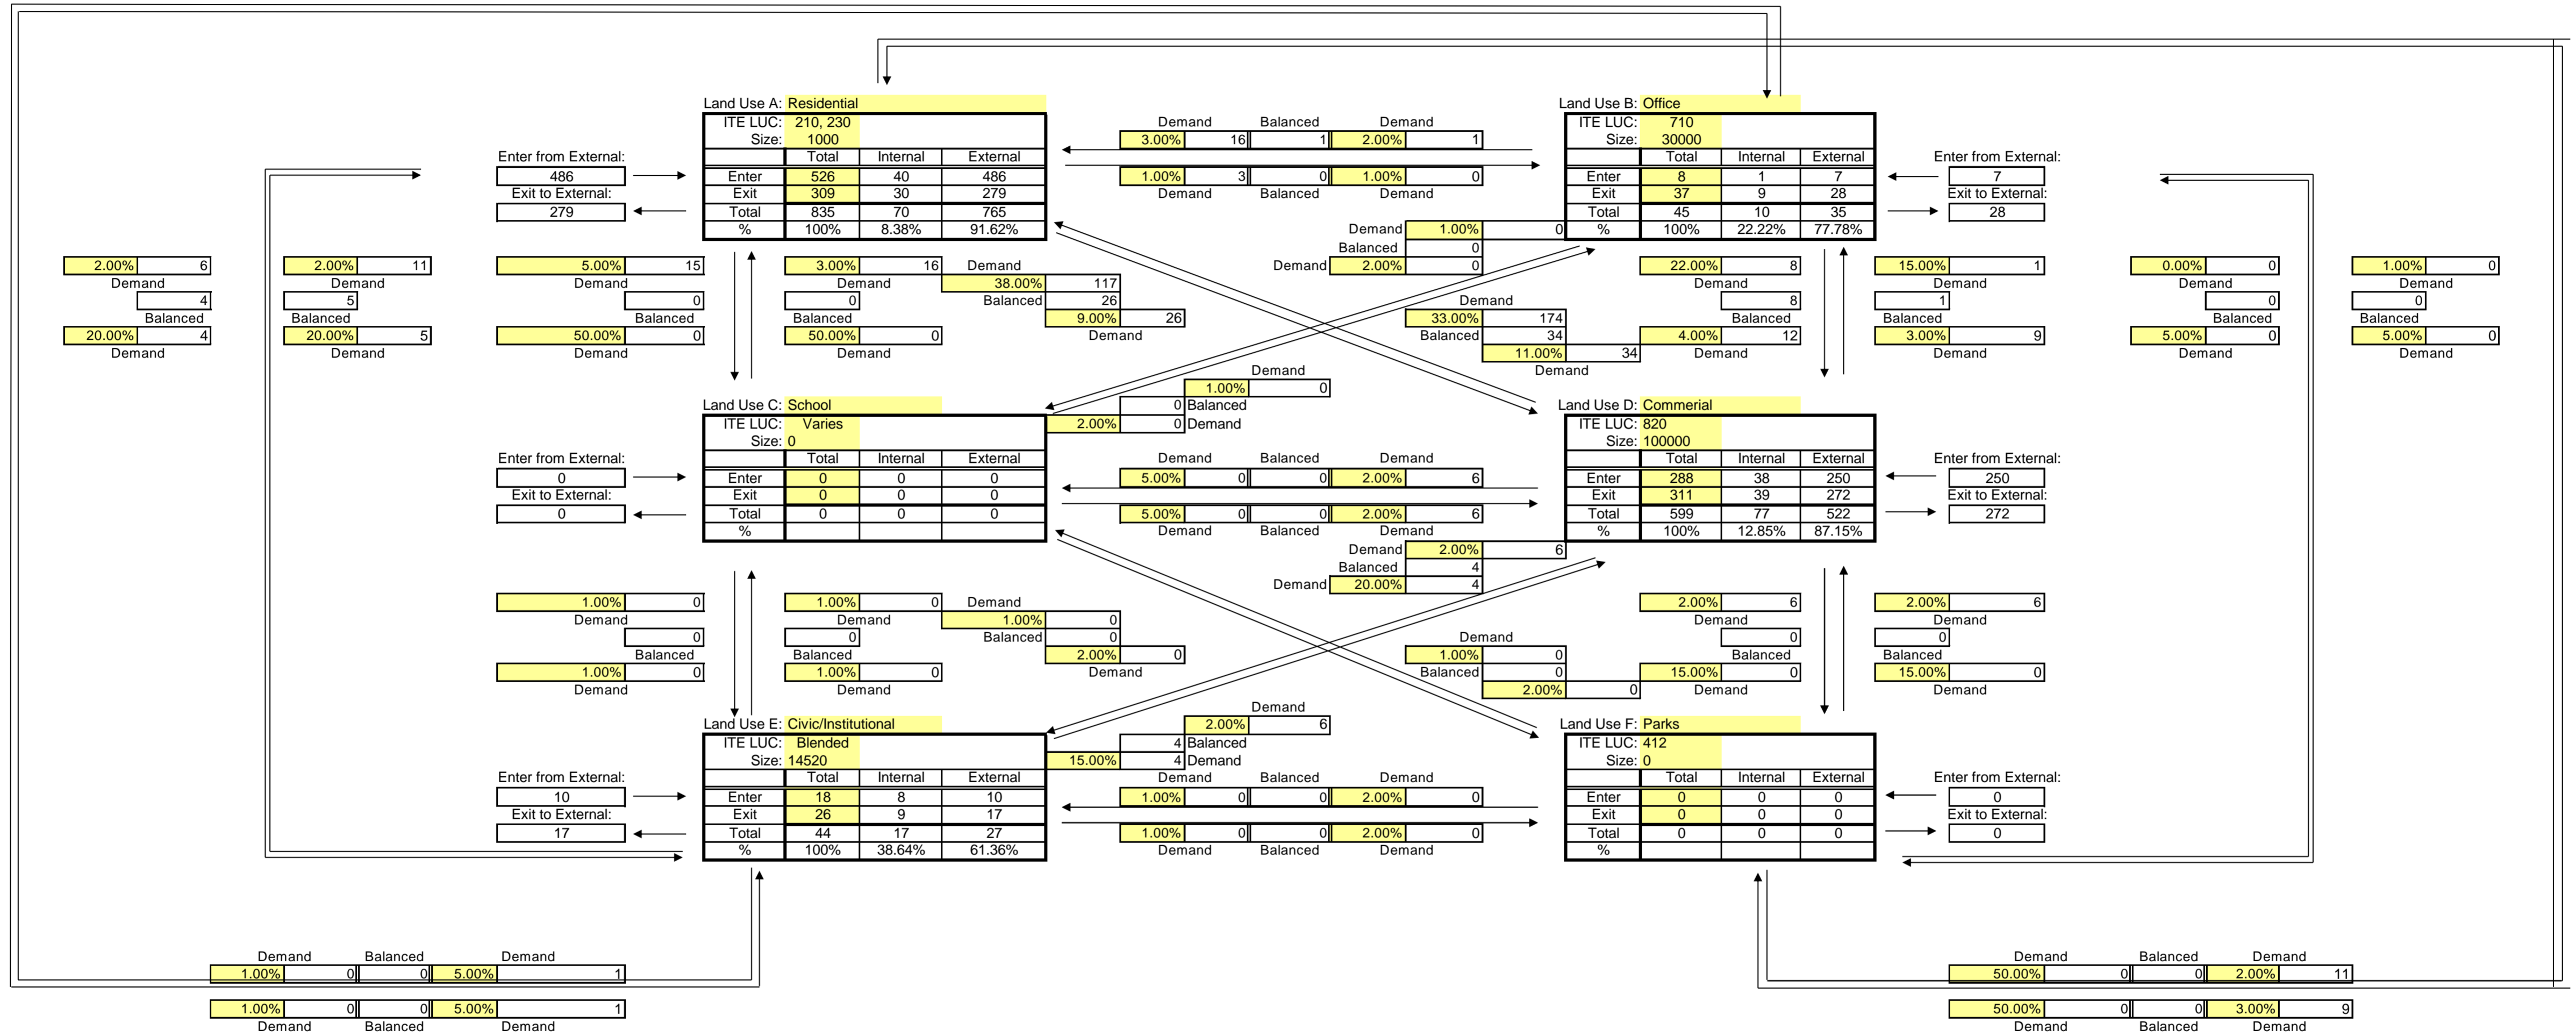 Land Use A: Residential Land Use B: Office
ITE LUC: 210, 230 Demand Balanced Demand ITE LUC: 710
Size: 1000 3.00% 16 1 2.00% 1 Size: 30000
Enter from External: Total Internal External Total Internal External Enter from External:
486 Enter 526 40 486 1.00% 3 0 1.00% 0 Enter 8 1 7 7
Exit to External: Exit 309 30 279 Demand Balanced Demand Exit 37 9 28 Exit to External:
279 Total 835 70 765 Total 45 10 35 28
% 100% 8.38% 91.62% Demand 1.00% 0 % 100% 22.22% 77.78%
Balanced 0
2.00% 6 2.00% 11 5.00% 15 3.00% 16 Demand Demand 2.00% 0 22.00% 8 15.00% 1 0.00% 0 1.00% 0
Demand Demand Demand Demand 38.00% 117 Demand Demand Demand Demand
4 5 0 0 Balanced 26 Demand 8 1 0 0
Balanced Balanced Balanced Balanced 9.00% 26 33.00% 174 Balanced Balanced Balanced Balanced
20.00% 4 20.00% 5 50.00% 0 50.00% 0 Demand Balanced 34 4.00% 12 3.00% 9 5.00% 0 5.00% 0
Demand Demand Demand Demand 11.00% 34 Demand Demand Demand Demand
Demand Demand
1.00% 0
Land Use C: School 0 Balanced Land Use D: Commerial
ITE LUC: Varies 2.00% 0 Demand ITE LUC: 820
Size: 0 Size: 100000
Enter from External: Total Internal External Demand Balanced Demand Total Internal External Enter from External:
0 Enter 0 0 0 5.00% 0 0 2.00% 6 Enter 288 38 250 250
Exit to External: Exit 0 0 0 Exit 311 39 272 Exit to External:
0 Total 0 0 0 5.00% 0 0 2.00% 6 Total 599 77 522 272
% Demand Balanced Demand % 100% 12.85% 87.15%
Demand 2.00% 6
Balanced 4
Demand 20.00% 4
1.00% 0 1.00% 0 Demand 2.00% 6 2.00% 6
Demand Demand 1.00% 0 Demand Demand
0 0 Balanced 0 Demand 0 0
Balanced Balanced 2.00% 0 1.00% 0 Balanced Balanced
1.00% 0 1.00% 0 Demand Balanced 0 15.00% 0 15.00% 0
Demand Demand 2.00% 0 Demand Demand
Demand
Land Use E: Civic/Institutional 2.00% 6 Land Use F: Parks
ITE LUC: Blended 4 Balanced ITE LUC: 412
Size: 14520 15.00% 4 Demand Size: 0
Enter from External: Total Internal External Demand Balanced Demand Total Internal External Enter from External:
10 Enter 18 8 10 1.00% 0 0 2.00% 0 Enter 0 0 0 0
Exit to External: Exit 26 9 17 Exit 0 0 0 Exit to External:
17 Total 44 17 27 1.00% 0 0 2.00% 0 Total 0 0 0 0
% 100% 38.64% 61.36% Demand Balanced Demand %
Demand Balanced Demand Demand Balanced Demand
1.00% 0 0 5.00% 1 50.00% 0 0 2.00% 11
1.00% 0 0 5.00% 1 50.00% 0 0 3.00% 9
Demand Balanced Demand Demand Balanced Demand